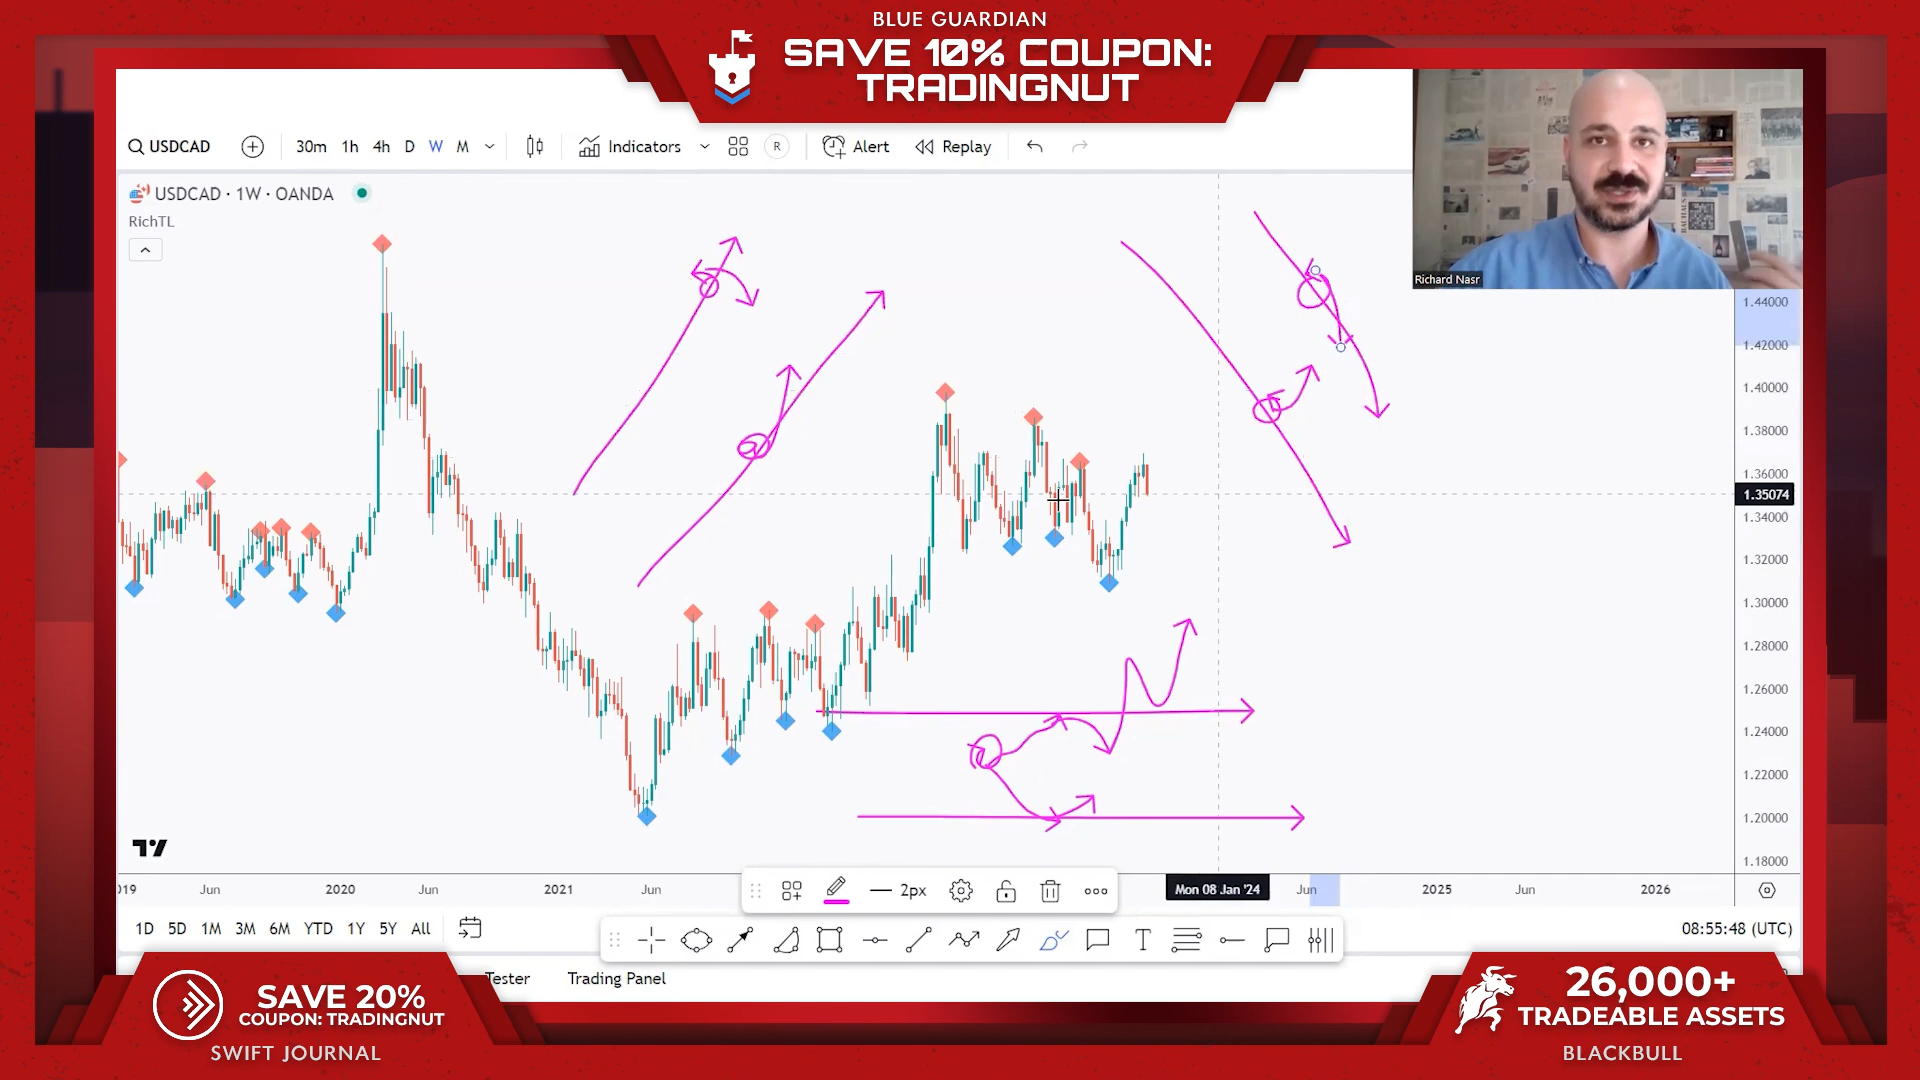 BLUE GUARDIAN
SAVE 10% COUPON:
TRADINGNUT
USDCAD
30m 1h 4h D W M
Indicators
R
Alert
Replay
USDCAD · 1W · OANDA
RichTL
Richard Nasr
1.44000
1.42000
1.40000
1.38000
1.36000
1.35074
1.34000
1.32000
1.30000
1.28000
1.26000
1.24000
1.22000
1.20000
1.18000
2019 Jun 2020 Jun 2021 Jun Mon 08 Jan '24 Jun 2025 Jun 2026
2px
1D 5D 1M 3M 6M YTD 1Y 5Y All
08:55:48 (UTC)
T
Tester
Trading Panel
SAVE 20%
COUPON: TRADINGNUT
SWIFT JOURNAL
26,000+
TRADEABLE ASSETS
BLACKBULL